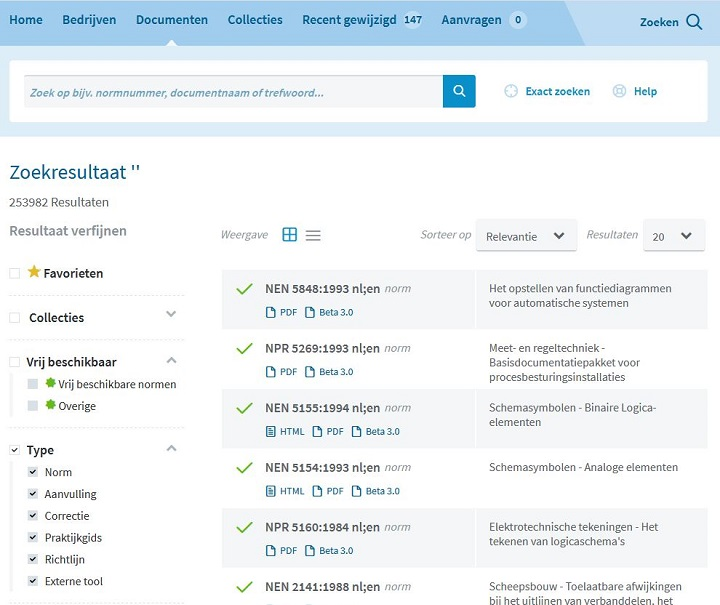 Home Bedrijven Documenten Collecties Recent gewijzigd 147 Aanvragen 0 Zoeken
Zoek op bijv. normnummer, documentnaam of trefwoord...
Exact zoeken Help
Zoekresultaat ''
253982 Resultaten
Resultaat verfijnen
Weergave Sorteer op Relevantie Resultaten 20
Favorieten
Collecties
Vrij beschikbaar
Vrij beschikbare normen
Overige
Type
Norm
Aanvulling
Correctie
Praktijkgids
Richtlijn
Externe tool
NEN 5848:1993 nl;en norm
PDF Beta 3.0
Het opstellen van functiediagrammen
voor automatische systemen
NPR 5269:1993 nl;en norm
PDF Beta 3.0
Meet- en regeltechniek -
Basisdocumentatiepakket voor
procesbesturingsinstallaties
NEN 5155:1994 nl;en norm
HTML PDF Beta 3.0
Schemasymbolen - Binaire Logica-
elementen
NEN 5154:1993 nl;en norm
HTML PDF Beta 3.0
Schemasymbolen - Analoge elementen
NPR 5160:1984 nl;en norm
PDF Beta 3.0
Elektrotechnische tekeningen - Het
tekenen van logicaschema's
NEN 2141:1988 nl;en norm
Scheepsbouw - Toelaatbare afwijkingen
bij het uitlijnen van verbanddelen, het